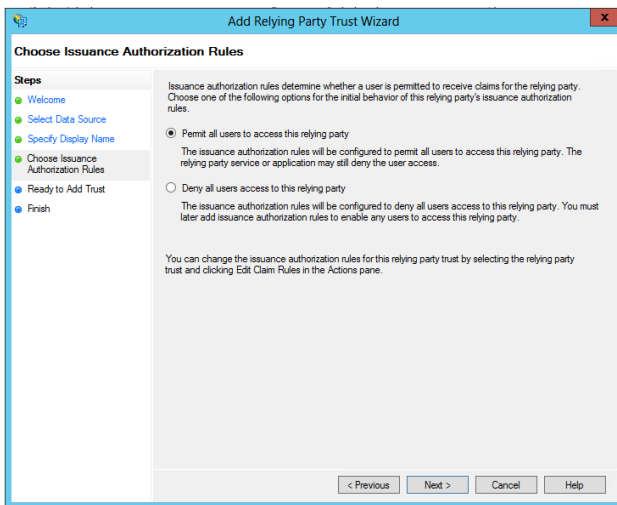 Add Relying Party Trust Wizard
x
Choose Issuance Authorization Rules
Steps
Welcome
Select Data Source
Specify Display Name
Choose Issuance
Authorization Rules
Ready to Add Trust
Finish
Issuance authorization rules determine whether a user is permitted to receive claims for the relying party.
Choose one of the following options for the initial behavior of this relying party's issuance authorization
rules.
Permit all users to access this relying party
The issuance authorization rules will be configured to permit all users to access this relying party. The
relying party service or application may still deny the user access.
Deny all users access to this relying party
The issuance authorization rules will be configured to deny all users access to this relying party. You must
later add issuance authorization rules to enable any users to access this relying party.
You can change the issuance authorization rules for this relying party trust by selecting the relying party
trust and clicking Edit Claim Rules in the Actions pane.
< Previous
Next >
Cancel
Help